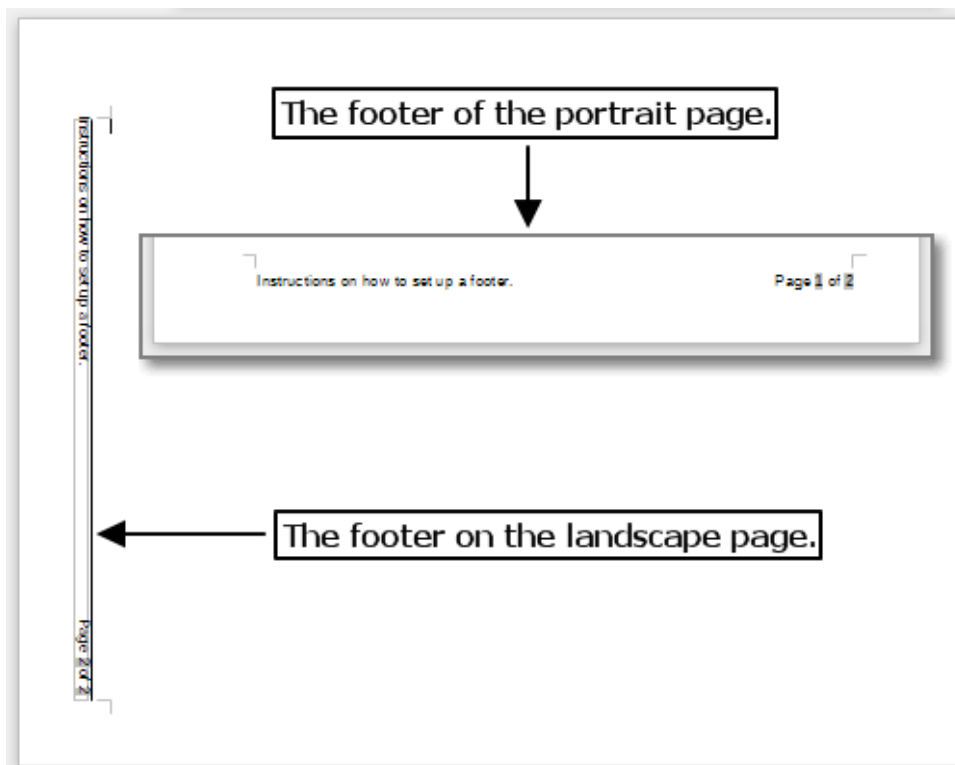 The footer of the portrait page.
Instructions on how to set up a footer.
Instructions on how to set up a footer.
Page 1 of 2
The footer on the landscape page.
Page 2 of 2